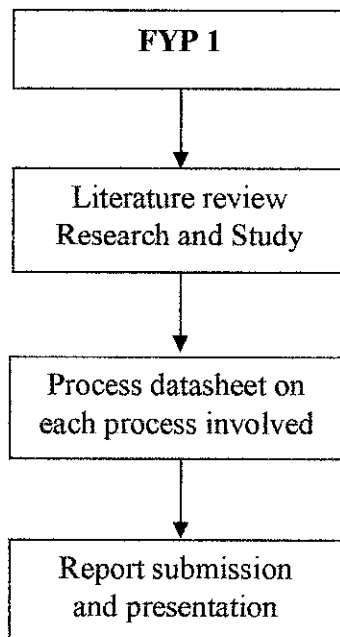 FYP 1
Literature review
Research and Study
Process datasheet on
each process involved
Report submission
and presentation